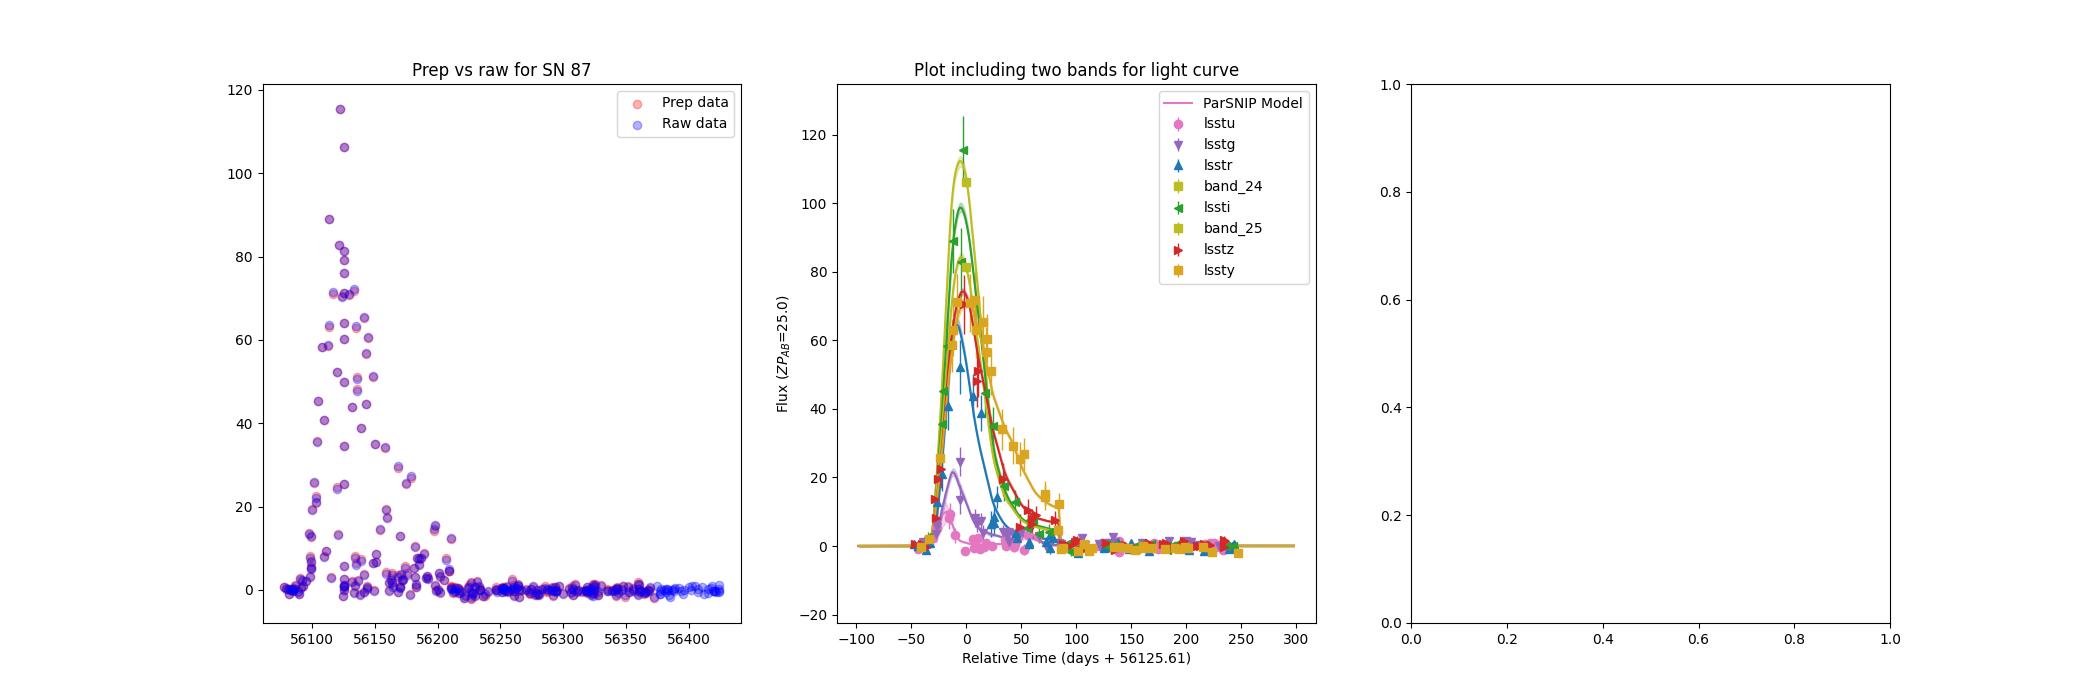 Prep vs raw for SN 87
120
100
80
60
40
20
0
56100 56150 56200 56250 56300 56350 56400
Prep data
Raw data
Plot including two bands for light curve
Flux (ZP_AB=25.0)
120
100
80
60
40
20
0
−20
−100 −50 0 50 100 150 200 250 300
Relative Time (days + 56125.61)
ParSNIP Model
lsstu
lsstg
lsstr
band_24
lssti
band_25
lsstz
lssty
1.0
0.8
0.6
0.4
0.2
0.0
0.0 0.2 0.4 0.6 0.8 1.0